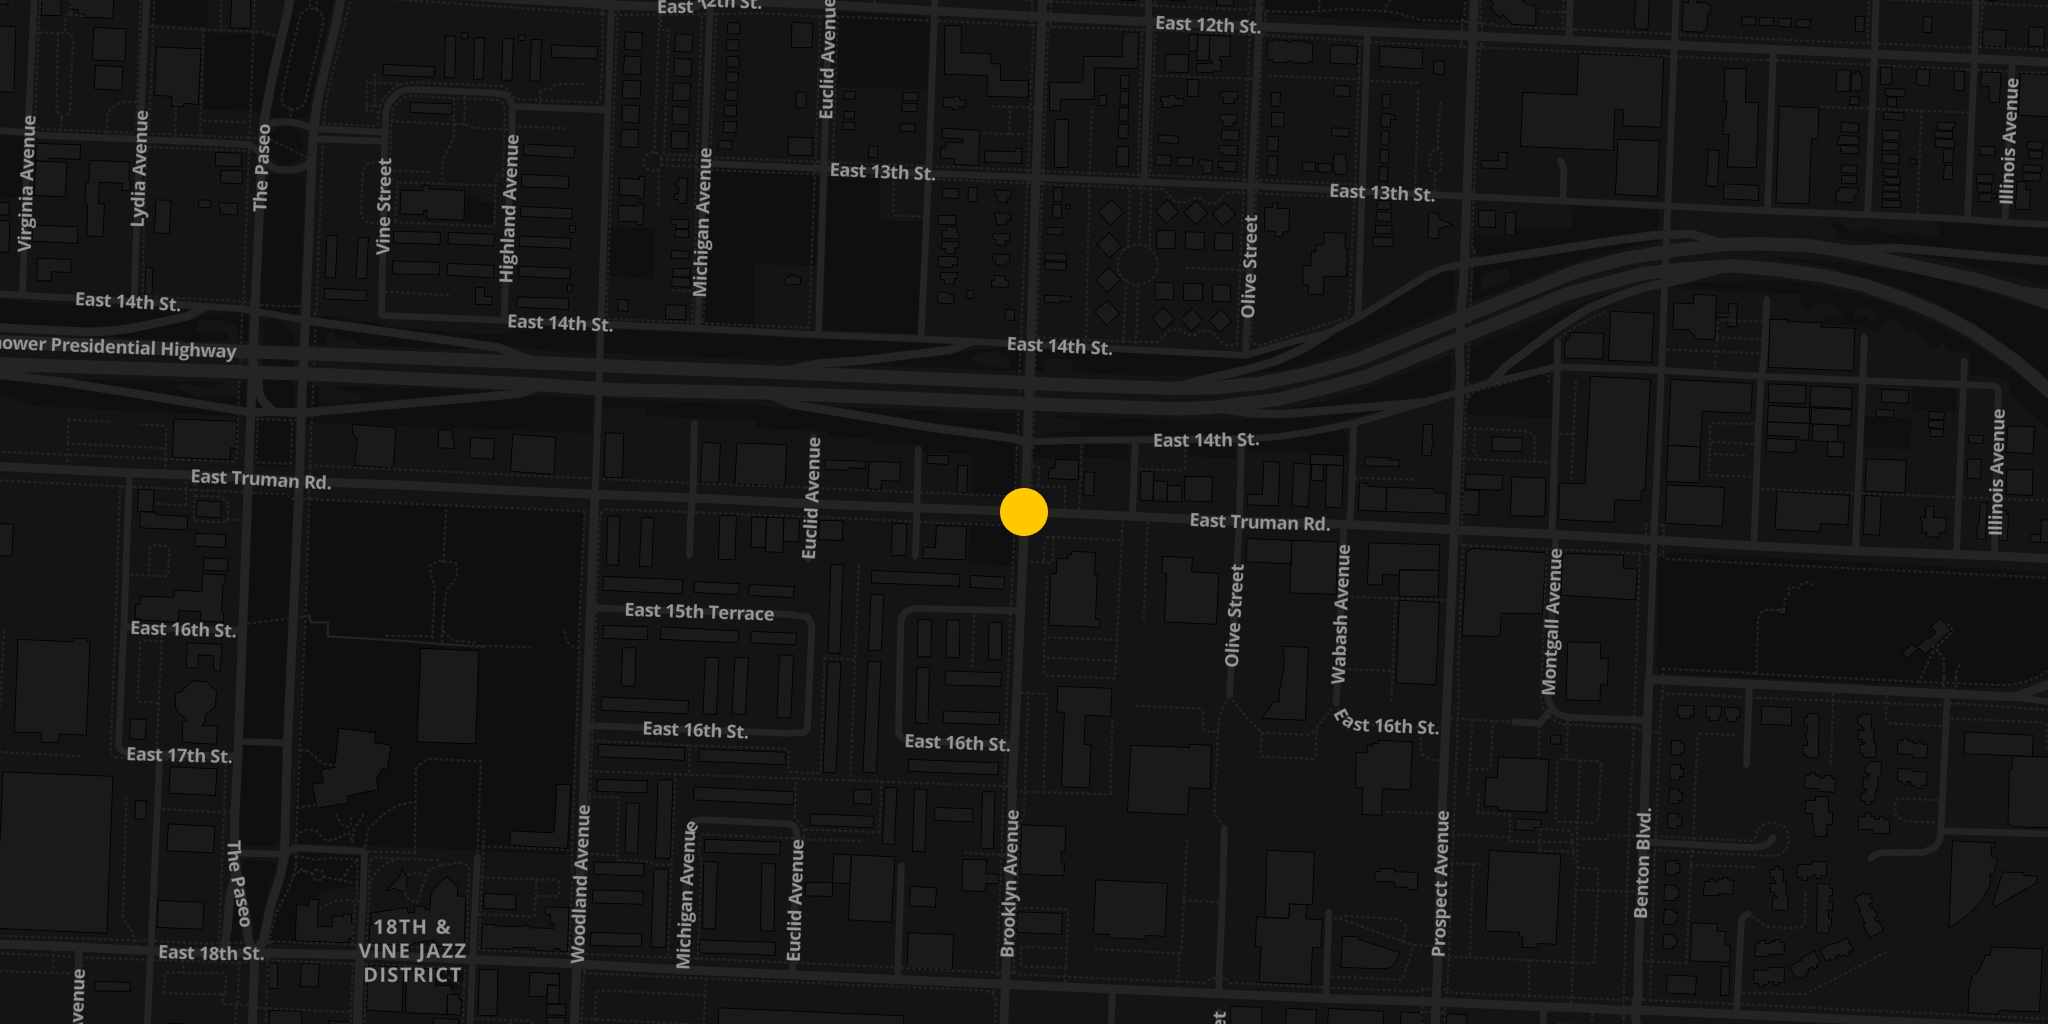 East 12th St.
East 12th St.
Euclid Avenue
Illinois Avenue
Virginia Avenue
Lydia Avenue
The Paseo
Vine Street
Highland Avenue
Michigan Avenue
East 13th St.
East 13th St.
Olive Street
East 14th St.
East 14th St.
East 14th St.
Presidential Highway
East 14th St.
Illinois Avenue
Euclid Avenue
East Truman Rd.
East Truman Rd.
Olive Street
Wabash Avenue
Montgall Avenue
East 15th Terrace
East 16th St.
East 16th St.
East 16th St.
East 16th St.
East 17th St.
Woodland Avenue
Michigan Avenue
Euclid Avenue
Brooklyn Avenue
Prospect Avenue
Benton Blvd.
The Paseo
18TH &
VINE JAZZ
DISTRICT
East 18th St.
Avenue